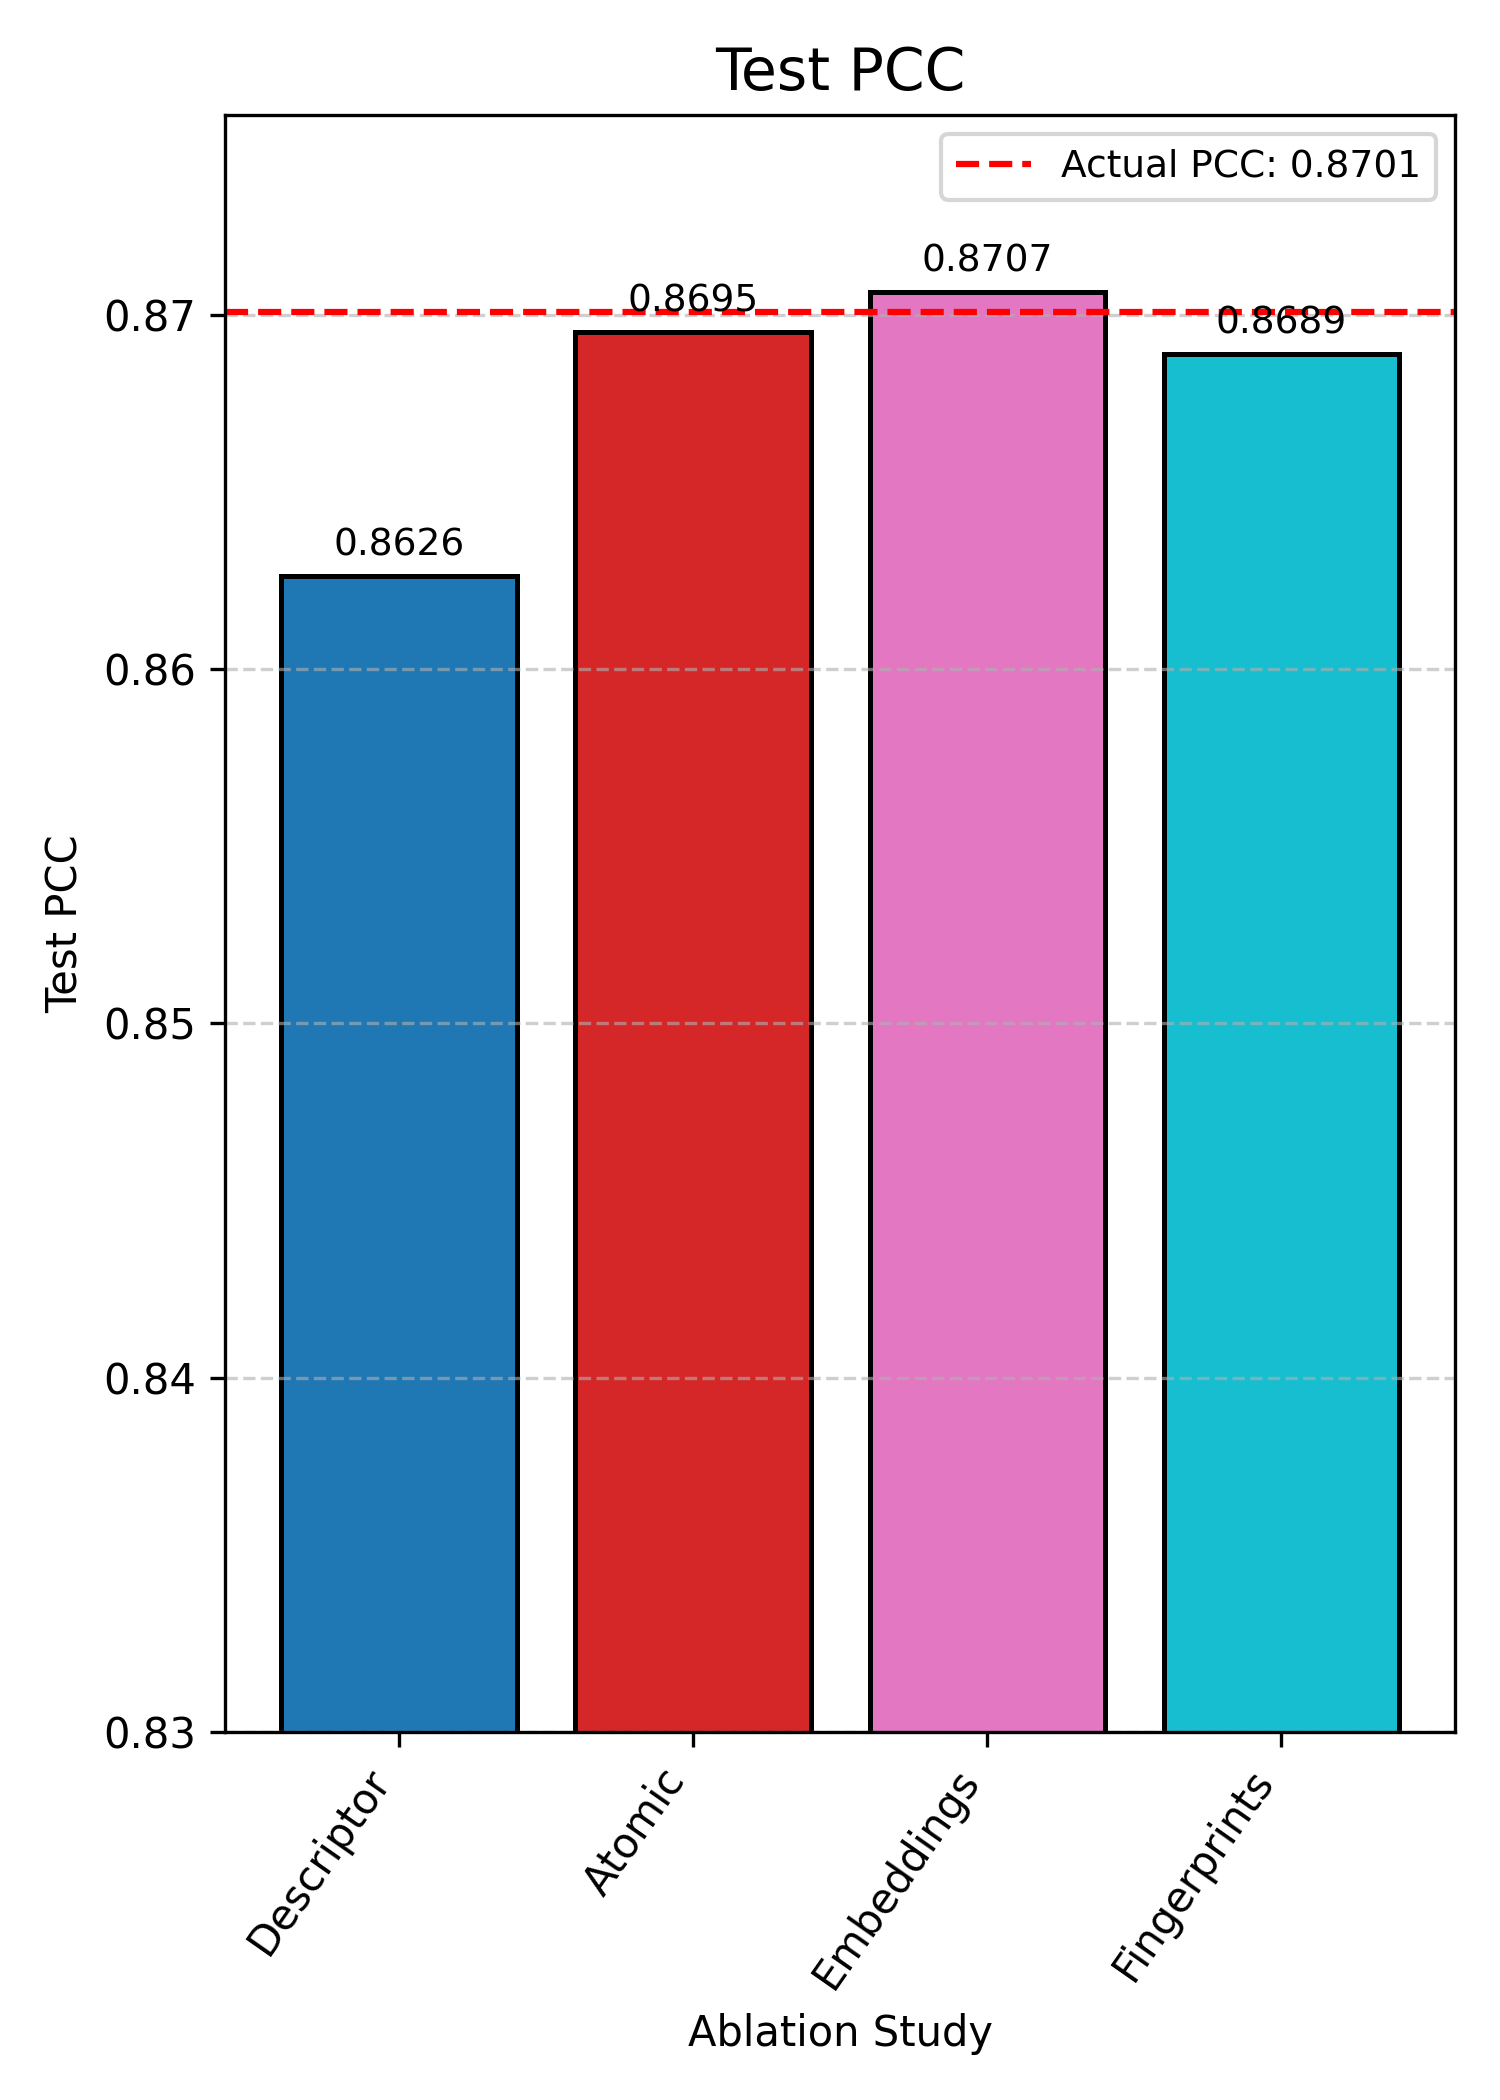 Test PCC
Actual PCC: 0.8701
0.8707
0.8695
0.8689
0.8626
0.87
0.86
0.85
0.84
0.83
Test PCC
Descriptor
Atomic
Embeddings
Fingerprints
Ablation Study